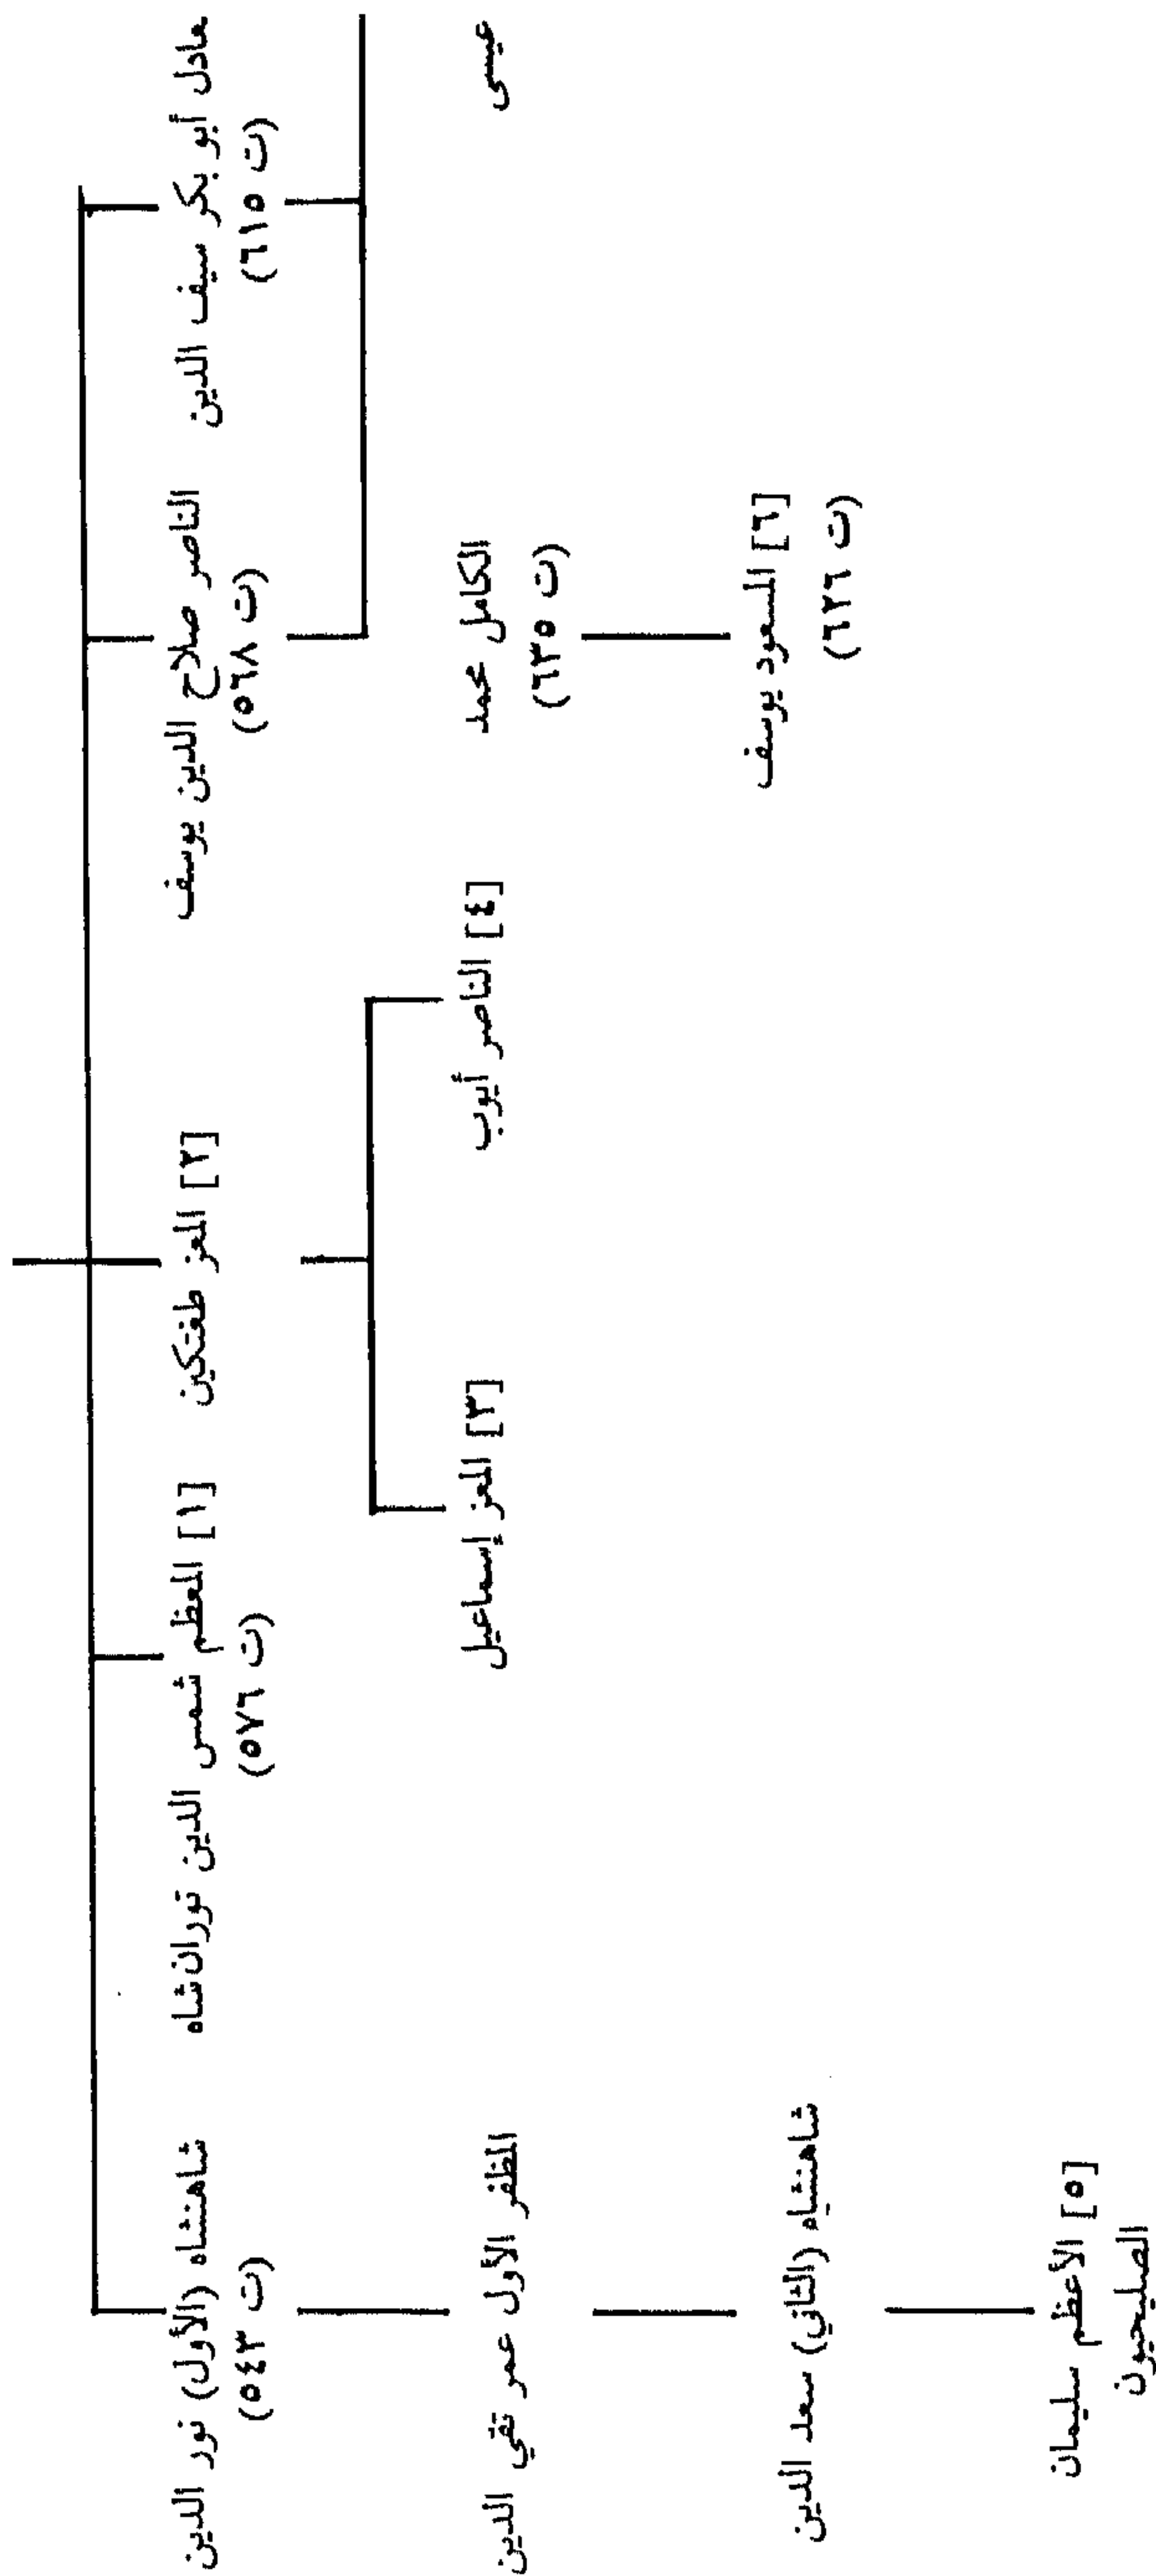 عادل أبو بكر سيف الدين
(ت ٦١٥)
الناصر صلاح الدين يوسف
(ت ٥٦٨)
[٢] المعز طغتكين
[١] المعظم شمس الدين توران شاه
(ت ٥٧٦)
شاهنشاه (الأول) نور الدين
(ت ٥٤٣)
عيسى
الكامل محمد
(ت ٦٣٥)
[٤] الناصر أيوب
[٣] المعز إسماعيل
المظفر الأول عمر تقي الدين
[٦] المسعود يوسف
(ت ٦٢٦)
شاهنشاه (الثاني) سعد الدين
[٥] الأعظم سليمان
الصليحيون